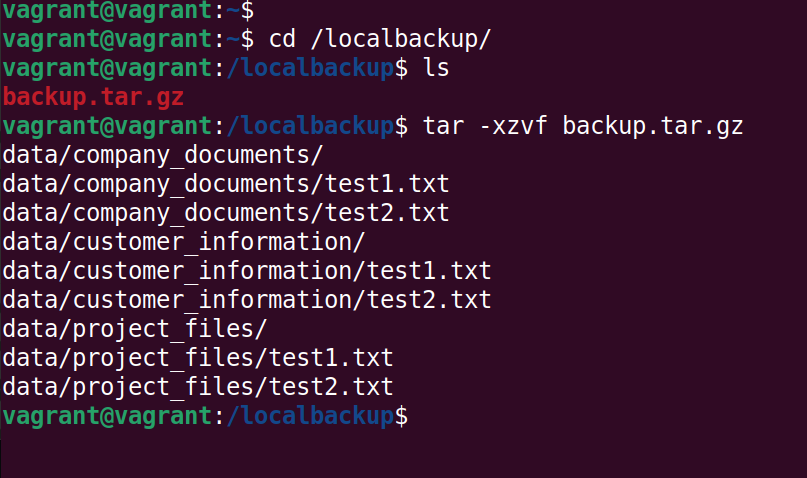 vagrant@vagrant:~$
vagrant@vagrant:~$ cd /localbackup/
vagrant@vagrant:/localbackup$ ls
backup.tar.gz
vagrant@vagrant:/localbackup$ tar -xzvf backup.tar.gz
data/company_documents/
data/company_documents/test1.txt
data/company_documents/test2.txt
data/customer_information/
data/customer_information/test1.txt
data/customer_information/test2.txt
data/project_files/
data/project_files/test1.txt
data/project_files/test2.txt
vagrant@vagrant:/localbackup$